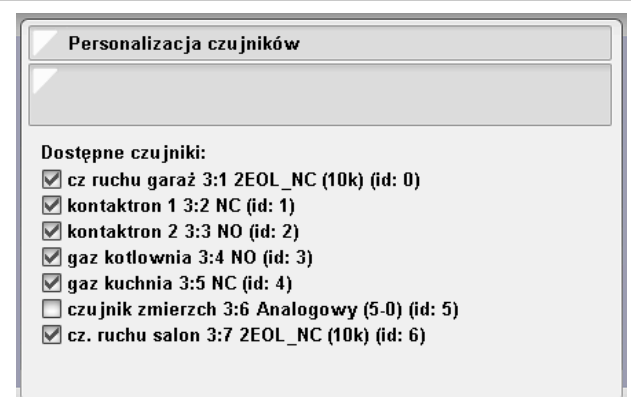 Personalizacja czujników
Dostępne czujniki:
cz ruchu garaż 3:1 2EOL_NC (10k) (id: 0)
kontaktron 1 3:2 NC (id: 1)
kontaktron 2 3:3 NO (id: 2)
gaz kotlownia 3:4 NO (id: 3)
gaz kuchnia 3:5 NC (id: 4)
czujnik zmierzch 3:6 Analogowy (5-0) (id: 5)
cz. ruchu salon 3:7 2EOL_NC (10k) (id: 6)